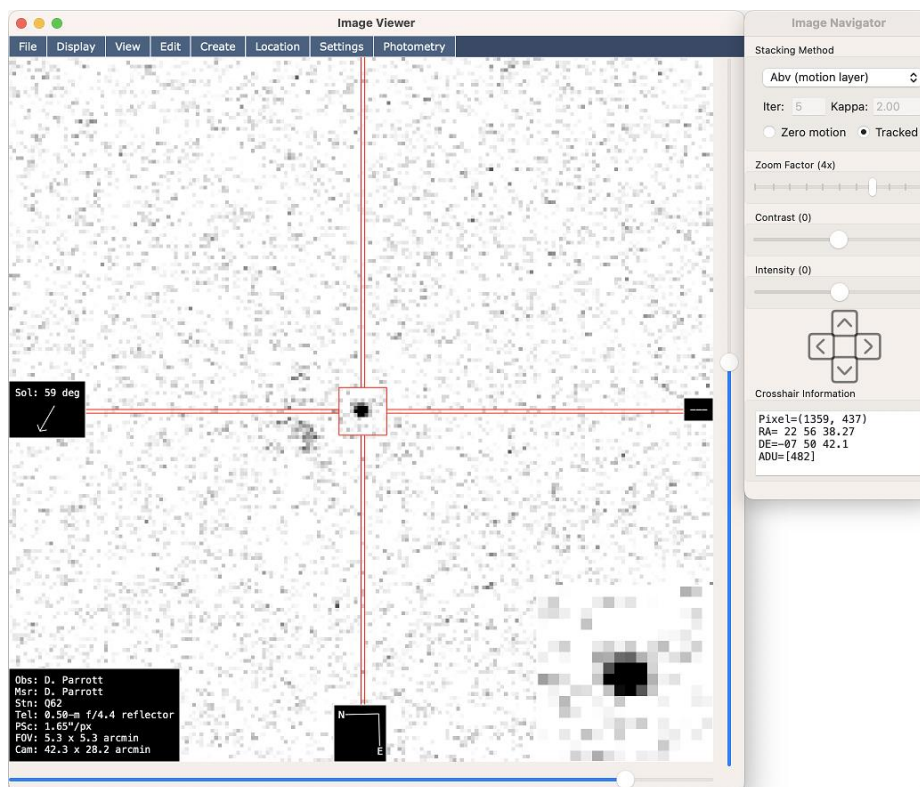 Image Viewer
File Display View Edit Create Location Settings Photometry
Sol: 59 deg
Obs: D. Parrott
Msr: D. Parrott
Stn: Q62
Tel: 0.50-m f/4.4 reflector
PSc: 1.65"/px
FOV: 5.3 x 5.3 arcmin
Cam: 42.3 x 28.2 arcmin
N
E
Image Navigator
Stacking Method
Abv (motion layer)
Iter: 5 Kappa: 2.00
Zero motion Tracked
Zoom Factor (4x)
Contrast (0)
Intensity (0)
Crosshair Information
Pixel=(1359, 437)
RA= 22 56 38.27
DE=-07 50 42.1
ADU=[482]